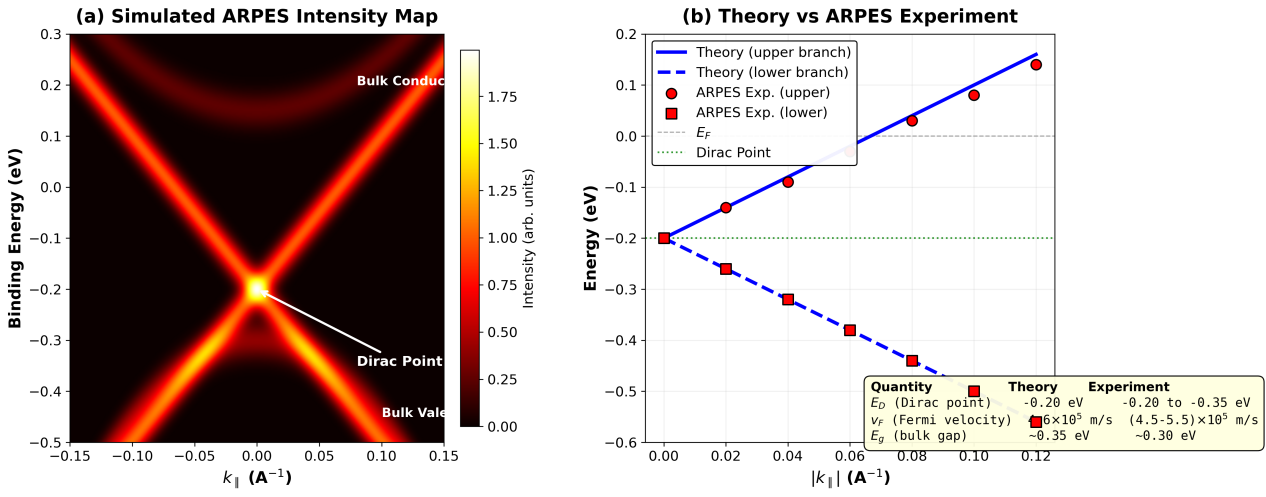 (a) Simulated ARPES Intensity Map
0.3
0.2
0.1
0.0
−0.1
−0.2
−0.3
−0.4
−0.5
Binding Energy (eV)
−0.15
−0.10
−0.05
0.00
0.05
0.10
0.15
k∥ (A⁻¹)
Bulk Conduc
Dirac Point
Bulk Vale
1.75
1.50
1.25
1.00
0.75
0.50
0.25
0.00
Intensity (arb. units)
(b) Theory vs ARPES Experiment
0.2
0.1
0.0
−0.1
−0.2
−0.3
−0.4
−0.5
−0.6
Energy (eV)
Theory (upper branch)
Theory (lower branch)
ARPES Exp. (upper)
ARPES Exp. (lower)
E_F
Dirac Point
0.00
0.02
0.04
0.06
0.08
0.10
0.12
|k∥| (A⁻¹)
Quantity Theory Experiment
E_D (Dirac point) -0.20 eV -0.20 to -0.35 eV
v_F (Fermi velocity) ×10⁵ m/s (4.5-5.5)×10⁵ m/s
E_g (bulk gap) ~0.35 eV ~0.30 eV